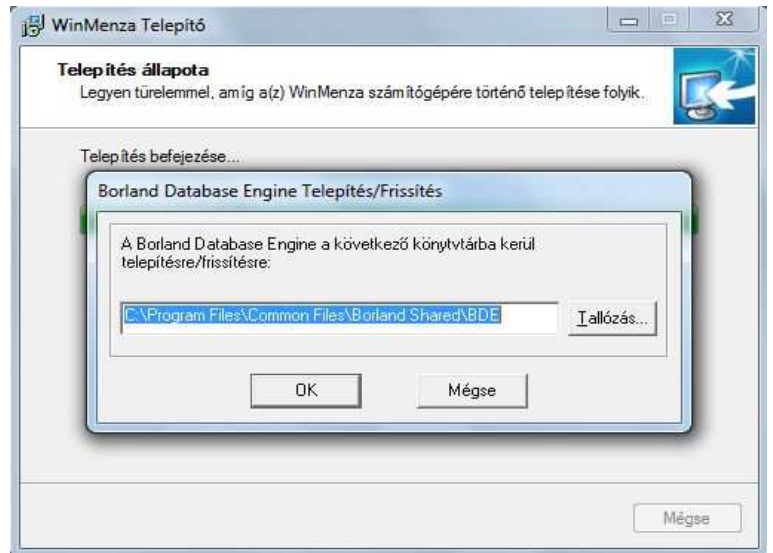 WinMenza Telepítő
Telepítés állapota
Legyen türelemmel, amíg a(z) WinMenza számítógépére történő telepítése folyik.
Telepítés befejezése...
Borland Database Engine Telepítés/Frissítés
A Borland Database Engine a következő könytvtárba kerül
telepítésre/frissítésre:
C:\Program Files\Common Files\Borland Shared\BDE
Tallózás...
OK
Mégse
Mégse